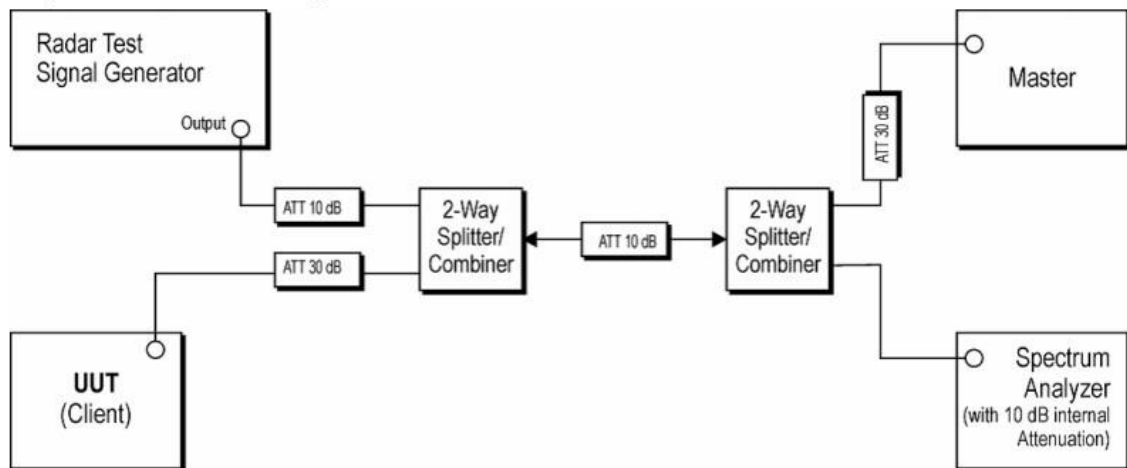 Radar Test
Signal Generator
Output
ATT 10 dB
ATT 30 dB
UUT
(Client)
2-Way
Splitter/
Combiner
ATT 10 dB
2-Way
Splitter/
Combiner
ATT 30 dB
Master
Spectrum
Analyzer
(with 10 dB internal
Attenuation)